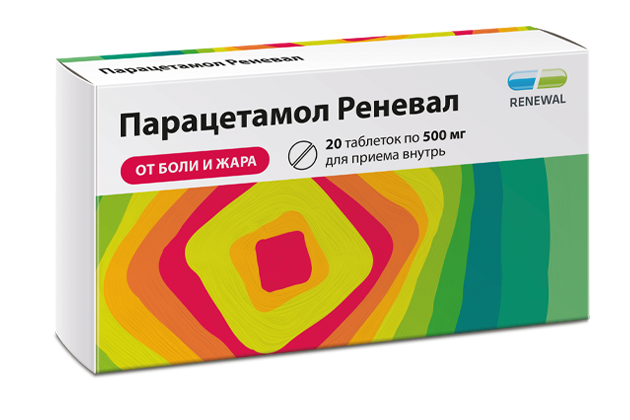 Парацетамол Реневал
Парацетамол Реневал
RENEWAL
ОТ БОЛИ И ЖАРА
20 таблеток по 500 мг
для приема внутрь